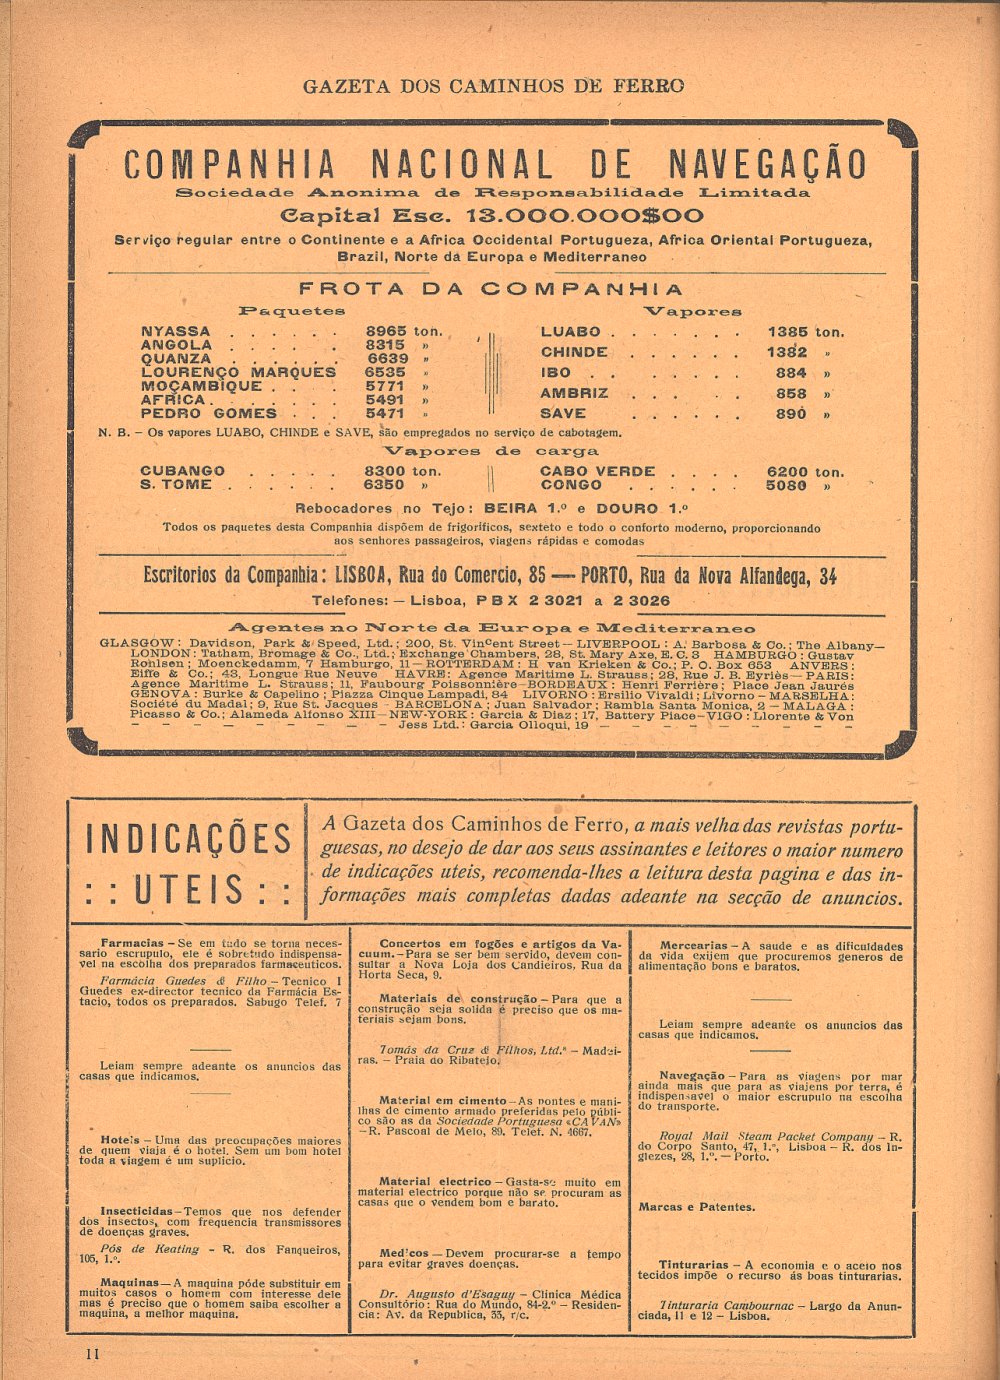 GAZETA DOS CAMINHOS DE FERRO
COMPANHIA NACIONAL DE NAVEGAÇÃO
Sociedade Anonima de Responsabilidade Limitada
Capital Esc. 13.000.000$00
Serviço regular entre o Continente e a Africa Occidental Portugueza, Africa Oriental Portugueza,
Brazil, Norte da Europa e Mediterraneo
FROTA DA COMPANHIA
Paquetes
NYASSA . . . . . . 8965 ton.
ANGOLA . . . . . . 8315 »
QUANZA . . . . . . 6639 »
LOURENÇO MARQUES 6535 »
MOÇAMBIQUE . . . 5771 »
AFRICA. . . . . . . 5491 »
PEDRO GOMES . . . 5471 »
Vapores
LUABO . . . . . . . 1385 ton.
CHINDE . . . . . . 1382 »
IBO . . . . . . . 884 »
AMBRIZ . . . . . 858 »
SAVE . . . . . . 890 »
N. B. – Os vapores LUABO, CHINDE e SAVE, são empregados no serviço de cabotagem.
Vapores de carga
CUBANGO . . . . . 8300 ton.
S. TOME . . . . . . 6350 »
CABO VERDE . . . . 6200 ton.
CONGO . . . . . . 5080 »
Rebocadores no Tejo: BEIRA 1.º e DOURO 1.º
Todos os paquetes desta Companhia dispõem de frigorificos, sexteto e todo o conforto moderno, proporcionando
aos senhores passageiros, viagens rápidas e comodas
Escritorios da Companhia: LISBOA, Rua do Comercio, 85 — PORTO, Rua da Nova Alfandega, 34
Telefones: — Lisboa, PBX 2 3021 a 2 3026
Agentes no Norte da Europa e Mediterraneo
GLASGOW: Davidson, Park & Speed, Ltd.; 200, St. Vincent Street – LIVERPOOL: A. Barbosa & Co.; The Albany—
LONDON: Tatham, Bromage & Co., Ltd.; Exchange Chambers, 28, St. Mary Axe, E. C. 3 HAMBURGO: Gustav
Rohlsen; Moenckedamm, 7 Hamburgo, 11 – ROTTERDAM: H van Krieken & Co.; P. O. Box 653 ANVERS:
Eiffe & Co.; 43, Longue Rue Neuve HAVRE: Agence Maritime L. Strauss; 28, Rue J. B. Eyriès — PARIS:
Agence Maritime L. Strauss; 11, Faubourg Poissonnière – BORDEAUX: Henri Ferrière; Place Jean Jaurés
GENOVA: Burke & Capelino; Piazza Cinque Lampadi, 84 LIVORNO: Ersilio Vivaldi; Livorno – MARSELHA:
Société du Madal; 9, Rue St. Jacques - BARCELONA; Juan Salvador; Rambla Santa Monica, 2 – MALAGA:
Picasso & Co.; Alameda Alfonso XIII – NEW-YORK: Garcia & Diaz; 17, Battery Place – VIGO: Llorente & Von
— — — — — — — Jess Ltd.: Garcia Olloqui, 19 — — — — — — —
INDICAÇÕES
: : UTEIS : :
A Gazeta dos Caminhos de Ferro, a mais velha das revistas portu-
guesas, no desejo de dar aos seus assinantes e leitores o maior numero
de indicações uteis, recomenda-lhes a leitura desta pagina e das in-
formações mais completas dadas adeante na secção de anuncios.
Farmacias – Se em tudo se torna neces-
sario escrupulo, ele é sobretudo indispensa-
vel na escolha dos preparados farmaceuticos.
Farmácia Guedes & Filho – Tecnico I
Guedes ex-director tecnico da Farmácia Es-
tacio, todos os preparados. Sabugo Telef. 7
Leiam sempre adeante os anuncios das
casas que indicamos.
Hoteis – Uma das preocupações maiores
de quem viaja é o hotel. Sem um bom hotel
toda a viagem é um suplicio.
Insecticidas – Temos que nos defender
dos insectos, com frequencia transmissores
de doenças graves.
Pós de Keating – R. dos Fanqueiros,
105, 1.º.
Maquinas – A maquina póde substituir em
muitos casos o homem com interesse dele
mas é preciso que o homem saiba escolher a
maquina, a melhor maquina.
Concertos em fogões e artigos da Va-
cuum. – Para se ser bem servido, devem con-
sultar a Nova Loja dos Candieiros, Rua da
Horta Seca, 9.
Materiais de construção – Para que a
construção seja solida é preciso que os ma-
teriais sejam bons.
Tomás da Cruz & Filhos, Ltd.ª – Madei-
ras. – Praia do Ribatejo.
Material em cimento – As pontes e mani-
lhas de cimento armado preferidas pelo públi-
co são as da Sociedade Portuguesa «CAVAN»
– R. Pascoal de Melo, 89. Telef. N. 4667.
Material electrico – Gasta-se muito em
material electrico porque não se procuram as
casas que o vendem bom e barato.
Medicos – Devem procurar-se a tempo
para evitar graves doenças.
Dr. Augusto d'Esaguy – Clínica Médica
Consultório: Rua do Mundo, 84-2.º – Residen-
cia: Av. da Republica, 33, r/c.
Mercearias – A saude e as dificuldades
da vida exijem que procuremos generos de
alimentação bons e baratos.
Leiam sempre adeante os anuncios das
casas que indicamos.
Navegação – Para as viagens por mar
ainda mais que para as viajens por terra, é
indispensavel o maior escrupulo na escolha
do transporte.
Royal Mail Steam Packet Company – R.
do Corpo Santo, 47, 1.º, Lisboa – R. dos In-
glezes, 28, 1.º. — Porto.
Marcas e Patentes.
Tinturarias – A economia e o aceio nos
tecidos impõe o recurso ás boas tinturarias.
Tinturaria Cambournac – Largo da Anun-
ciada, 11 e 12 – Lisboa.
11